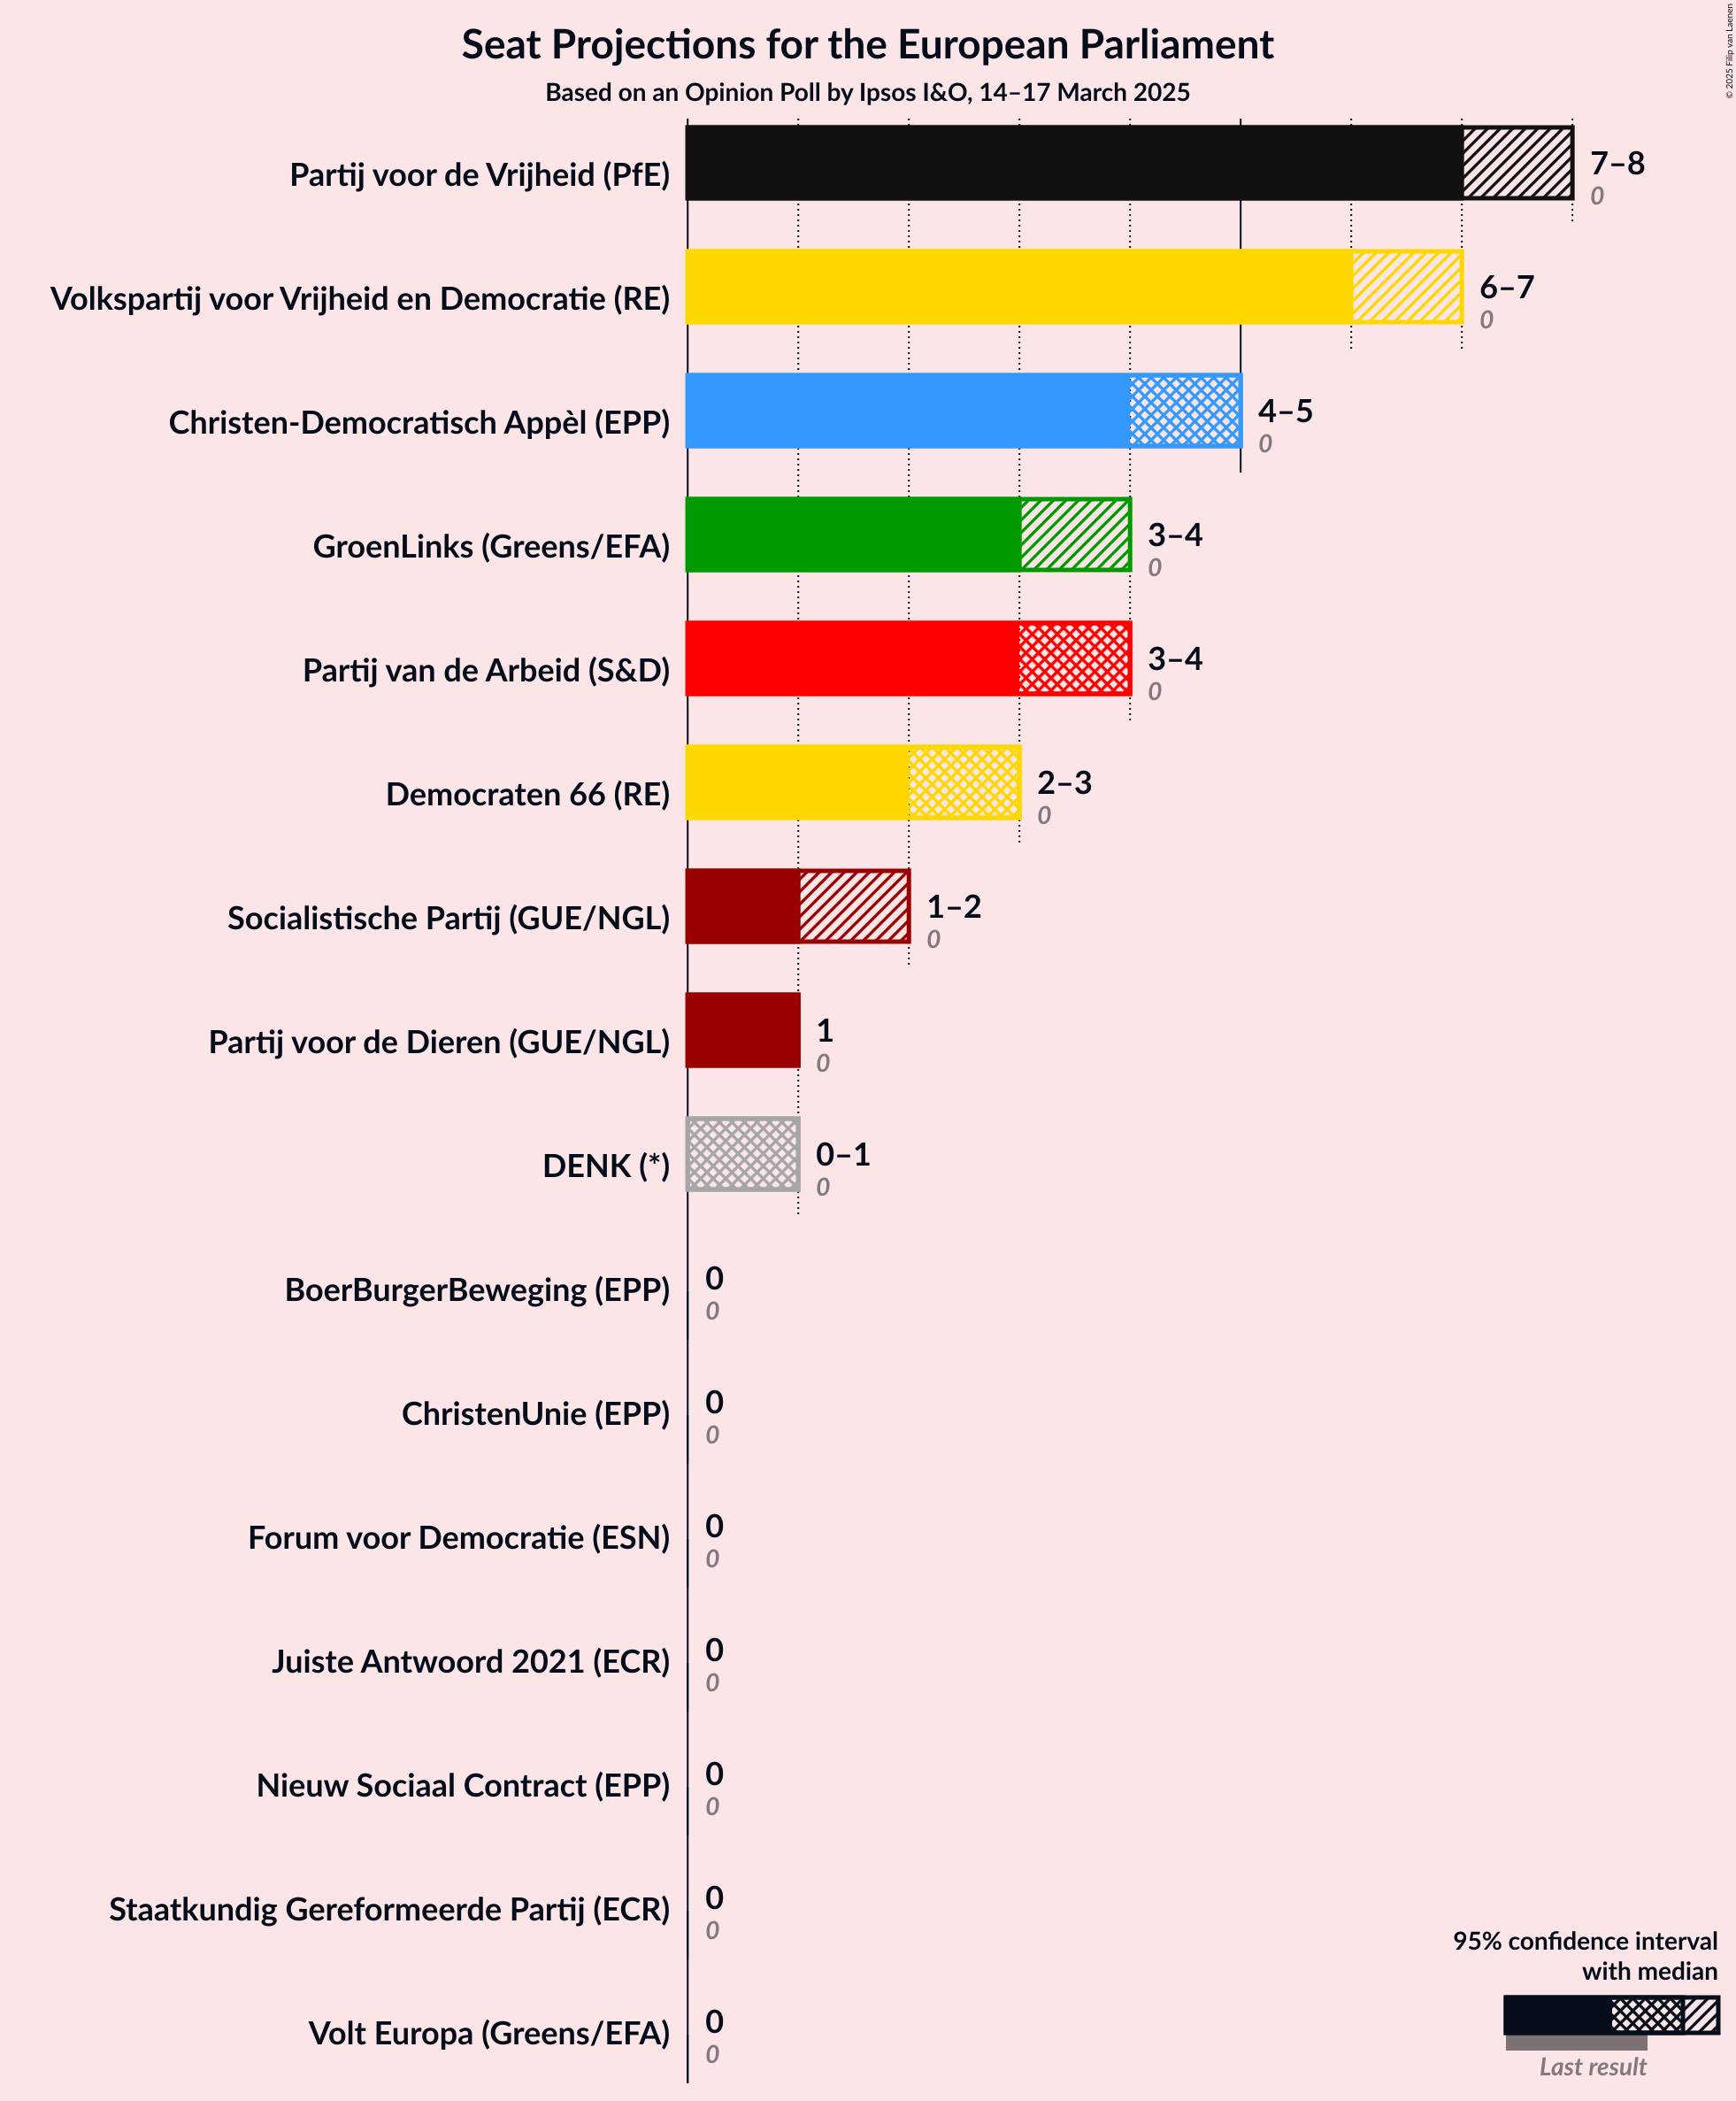 Seat Projections for the European Parliament
Based on an Opinion Poll by Ipsos I&O, 14–17 March 2025
© 2025 Filip van Laenen
Partij voor de Vrijheid (PfE)
7–8
0
Volkspartij voor Vrijheid en Democratie (RE)
6–7
0
Christen-Democratisch Appèl (EPP)
4–5
0
GroenLinks (Greens/EFA)
3–4
0
Partij van de Arbeid (S&D)
3–4
0
Democraten 66 (RE)
2–3
0
Socialistische Partij (GUE/NGL)
1–2
0
Partij voor de Dieren (GUE/NGL)
1
0
DENK (*)
0–1
0
BoerBurgerBeweging (EPP)
0
0
ChristenUnie (EPP)
0
0
Forum voor Democratie (ESN)
0
0
Juiste Antwoord 2021 (ECR)
0
0
Nieuw Sociaal Contract (EPP)
0
0
Staatkundig Gereformeerde Partij (ECR)
0
0
Volt Europa (Greens/EFA)
0
0
95% confidence interval
with median
Last result